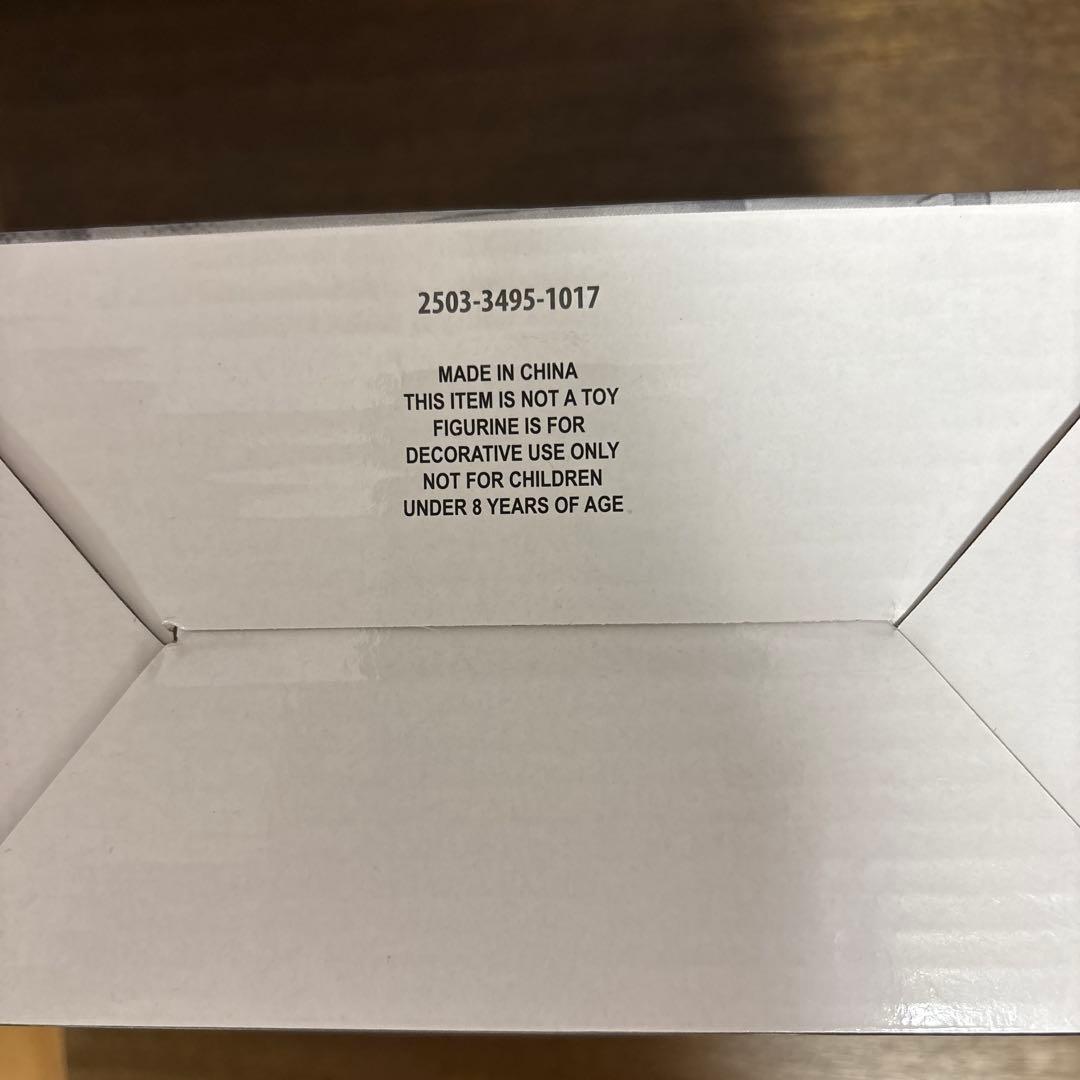 2503-3495-1017
MADE IN CHINA
THIS ITEM IS NOT A TOY
FIGURINE IS FOR
DECORATIVE USE ONLY
NOT FOR CHILDREN
UNDER 8 YEARS OF AGE